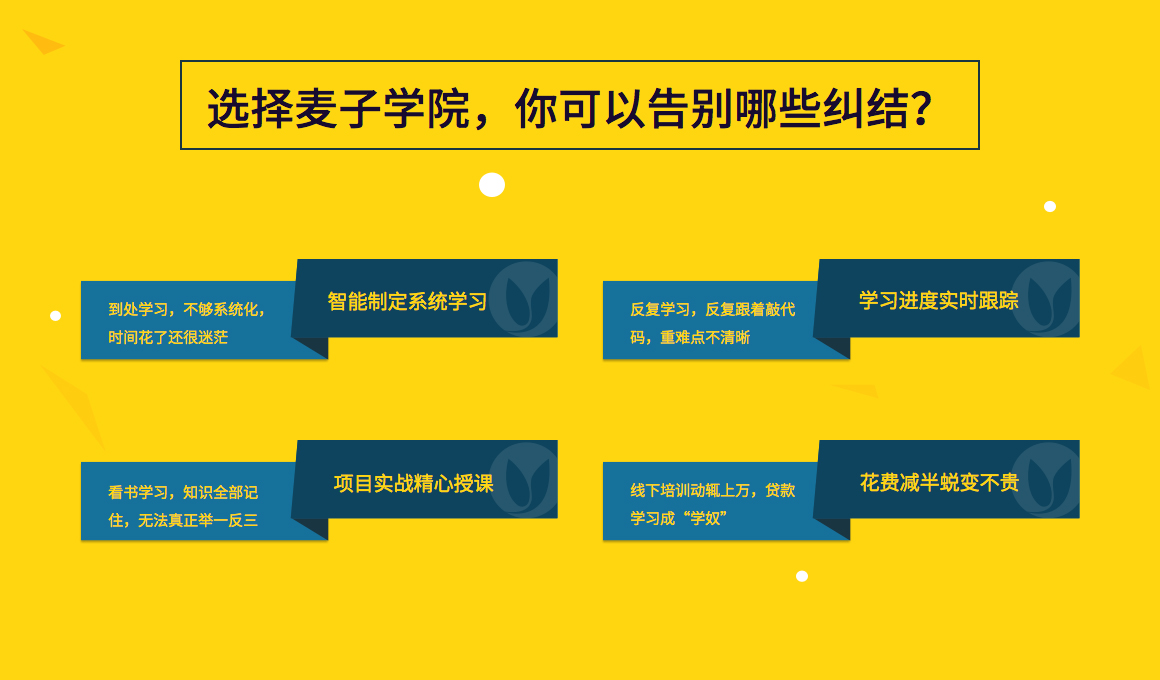 选择麦子学院，你可以告别哪些纠结？
到处学习，不够系统化，
时间花了还很迷茫
智能制定系统学习
反复学习，反复跟着敲代
码，重难点不清晰
学习进度实时跟踪
看书学习，知识全部记
住，无法真正举一反三
项目实战精心授课
线下培训动辄上万，贷款
学习成“学奴”
花费减半蜕变不贵